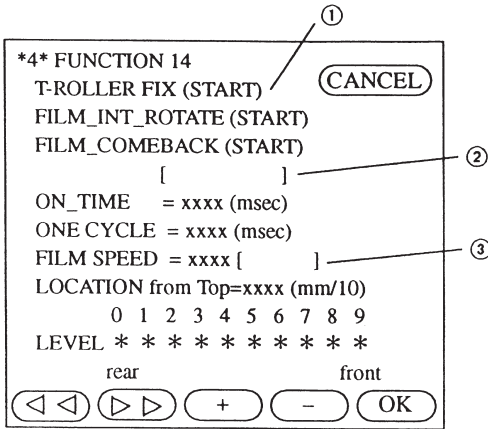 ①
*4* FUNCTION 14
CANCEL
T-ROLLER FIX (START)
FILM_INT_ROTATE (START)
FILM_COMEBACK (START)
[ ] ②
ON_TIME = xxxx (msec)
ONE CYCLE = xxxx (msec)
FILM SPEED = xxxx [ ] ③
LOCATION from Top=xxxx (mm/10)
0 1 2 3 4 5 6 7 8 9
LEVEL * * * * * * * * * *
rear front
◁ ◁ ▷ ▷ + − OK